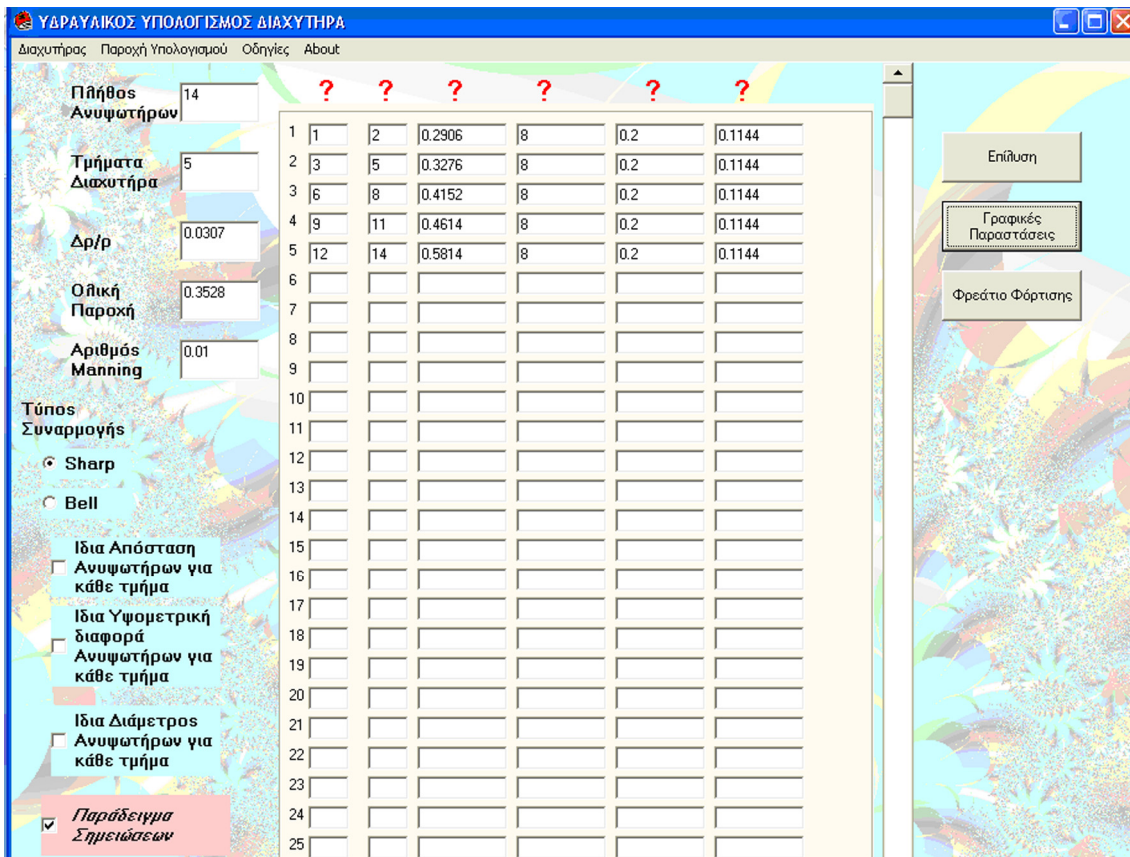 ΥΔΡΑΥΛΙΚΟΣ ΥΠΟΛΟΓΙΣΜΟΣ ΔΙΑΧΥΤΗΡΑ
Διαχυτήρας Παροχή Υπολογισμού Οδηγίες About
Πλήθος
Ανυψωτήρων
14
Τμήματα
Διαχυτήρα
5
Δρ/ρ
0.0307
Ολική
Παροχή
0.3528
Αριθμός
Manning
0.01
Τύπος
Συναρμογής
Sharp
Bell
Ιδια Απόσταση
Ανυψωτήρων για
κάθε τμήμα
Ιδια Υψομετρική
διαφορά
Ανυψωτήρων για
κάθε τμήμα
Ιδια Διάμετρος
Ανυψωτήρων για
κάθε τμήμα
Παράδειγμα
Σημειώσεων
? ? ? ? ? ?
1 1 2 0.2906 8 0.2 0.1144
2 3 5 0.3276 8 0.2 0.1144
3 6 8 0.4152 8 0.2 0.1144
4 9 11 0.4614 8 0.2 0.1144
5 12 14 0.5814 8 0.2 0.1144
6
7
8
9
10
11
12
13
14
15
16
17
18
19
20
21
22
23
24
25
Επίλυση
Γραφικές
Παραστάσεις
Φρεάτιο Φόρτισης